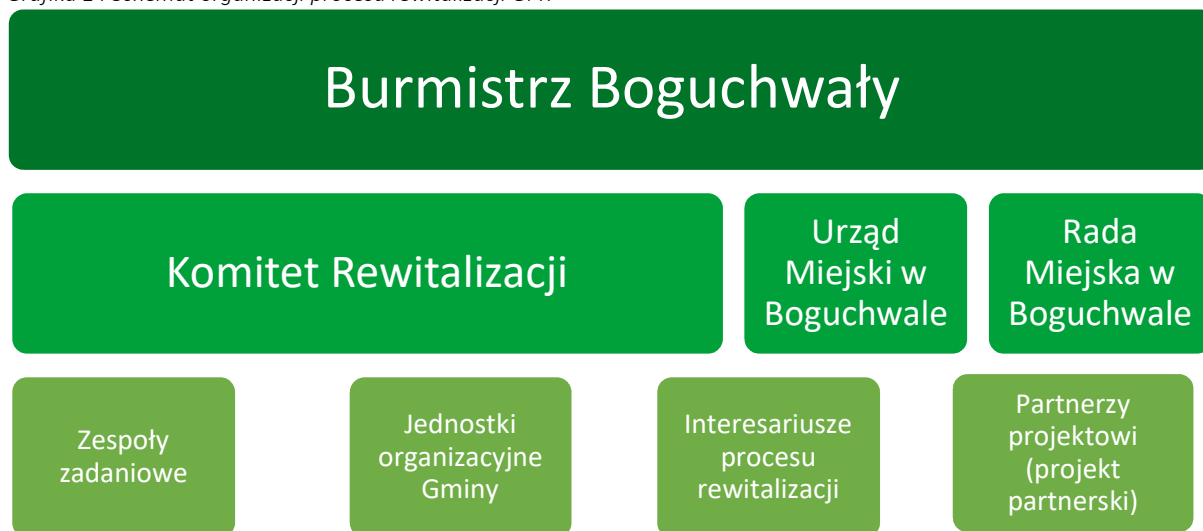 Burmistrz Boguchwały
Komitet Rewitalizacji
Urząd
Miejski w
Boguchwale
Rada
Miejska w
Boguchwale
Zespoły
zadaniowe
Jednostki
organizacyjne
Gminy
Interesariusze
procesu
rewitalizacji
Partnerzy
projektowi
(projekt
partnerski)